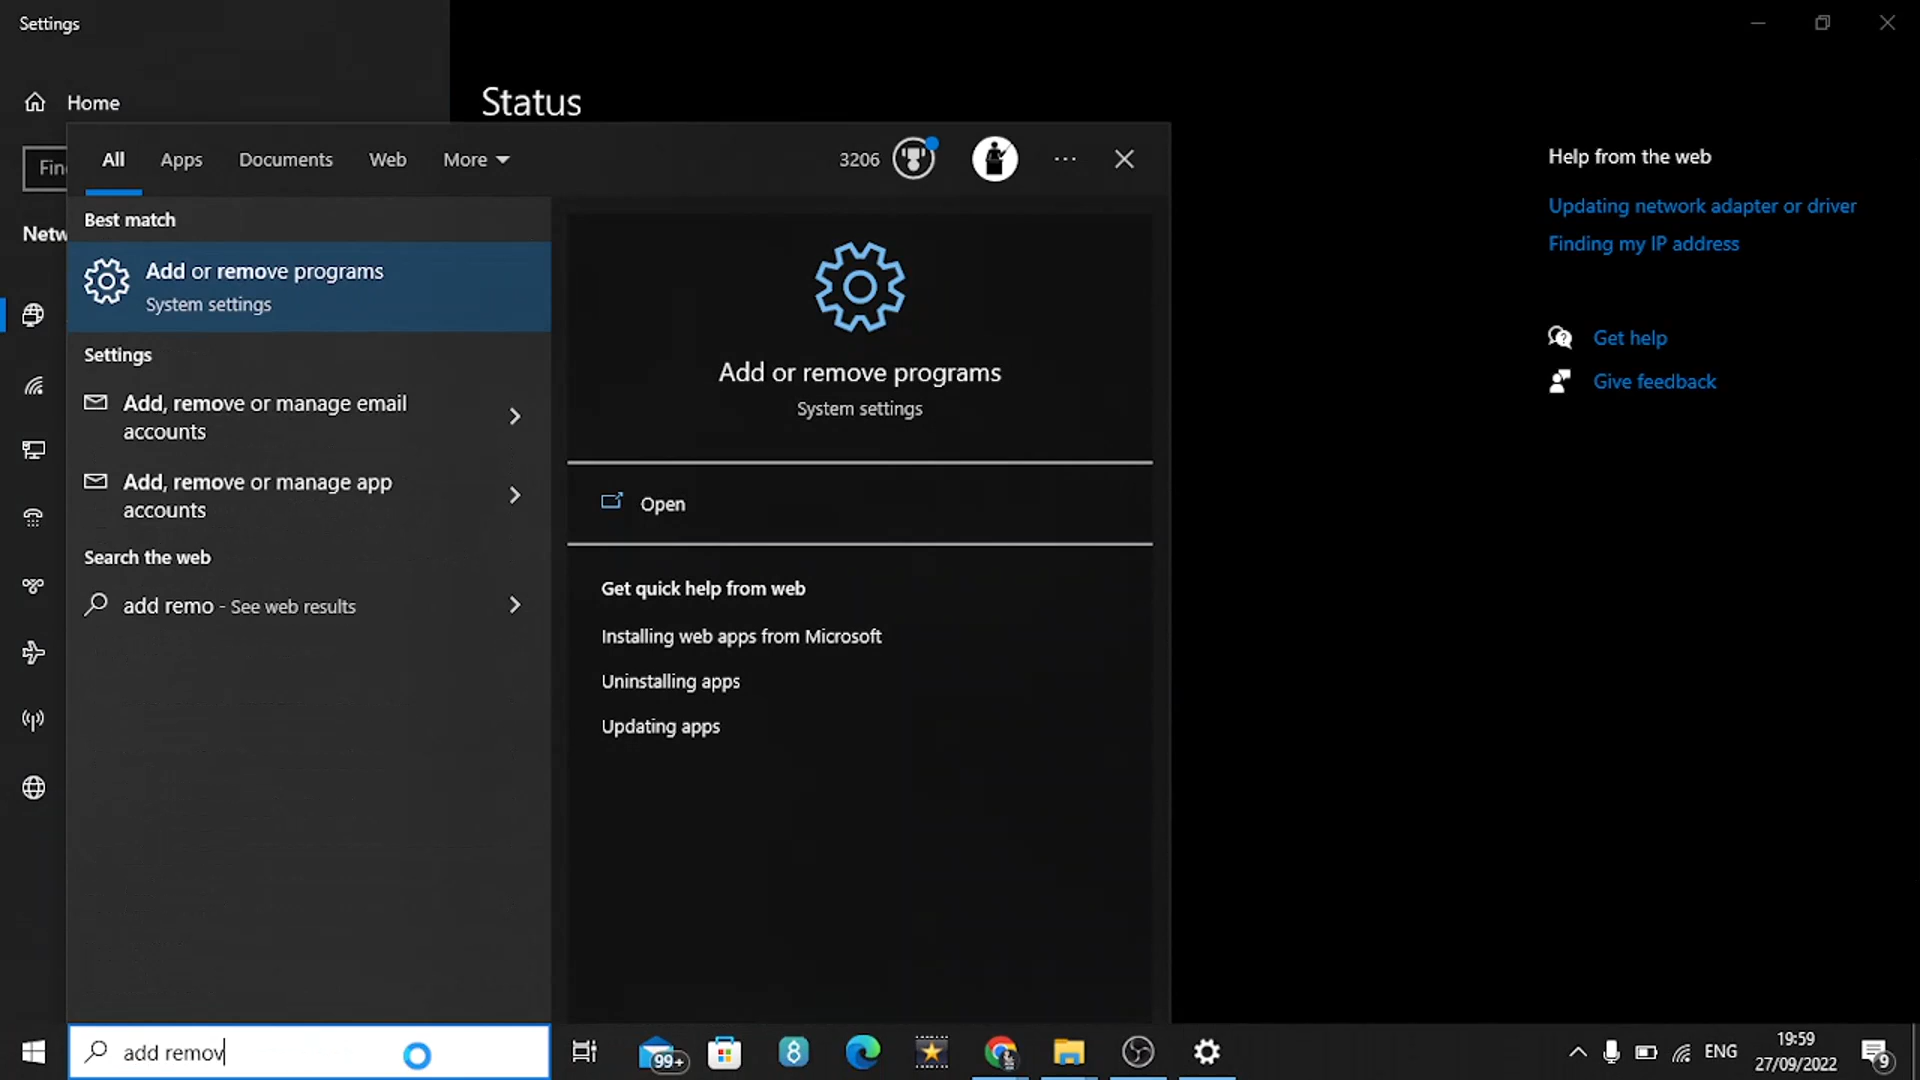 Settings
Home
Status
Find
Netw
All
Apps
Documents
Web
More
3206
Best match
Add or remove programs
System settings
Settings
Add, remove or manage email
accounts
Add, remove or manage app
accounts
Search the web
add remo - See web results
Add or remove programs
System settings
Open
Get quick help from web
Installing web apps from Microsoft
Uninstalling apps
Updating apps
Help from the web
Updating network adapter or driver
Finding my IP address
Get help
Give feedback
add remov
99+
8
ENG
19:59
27/09/2022
9